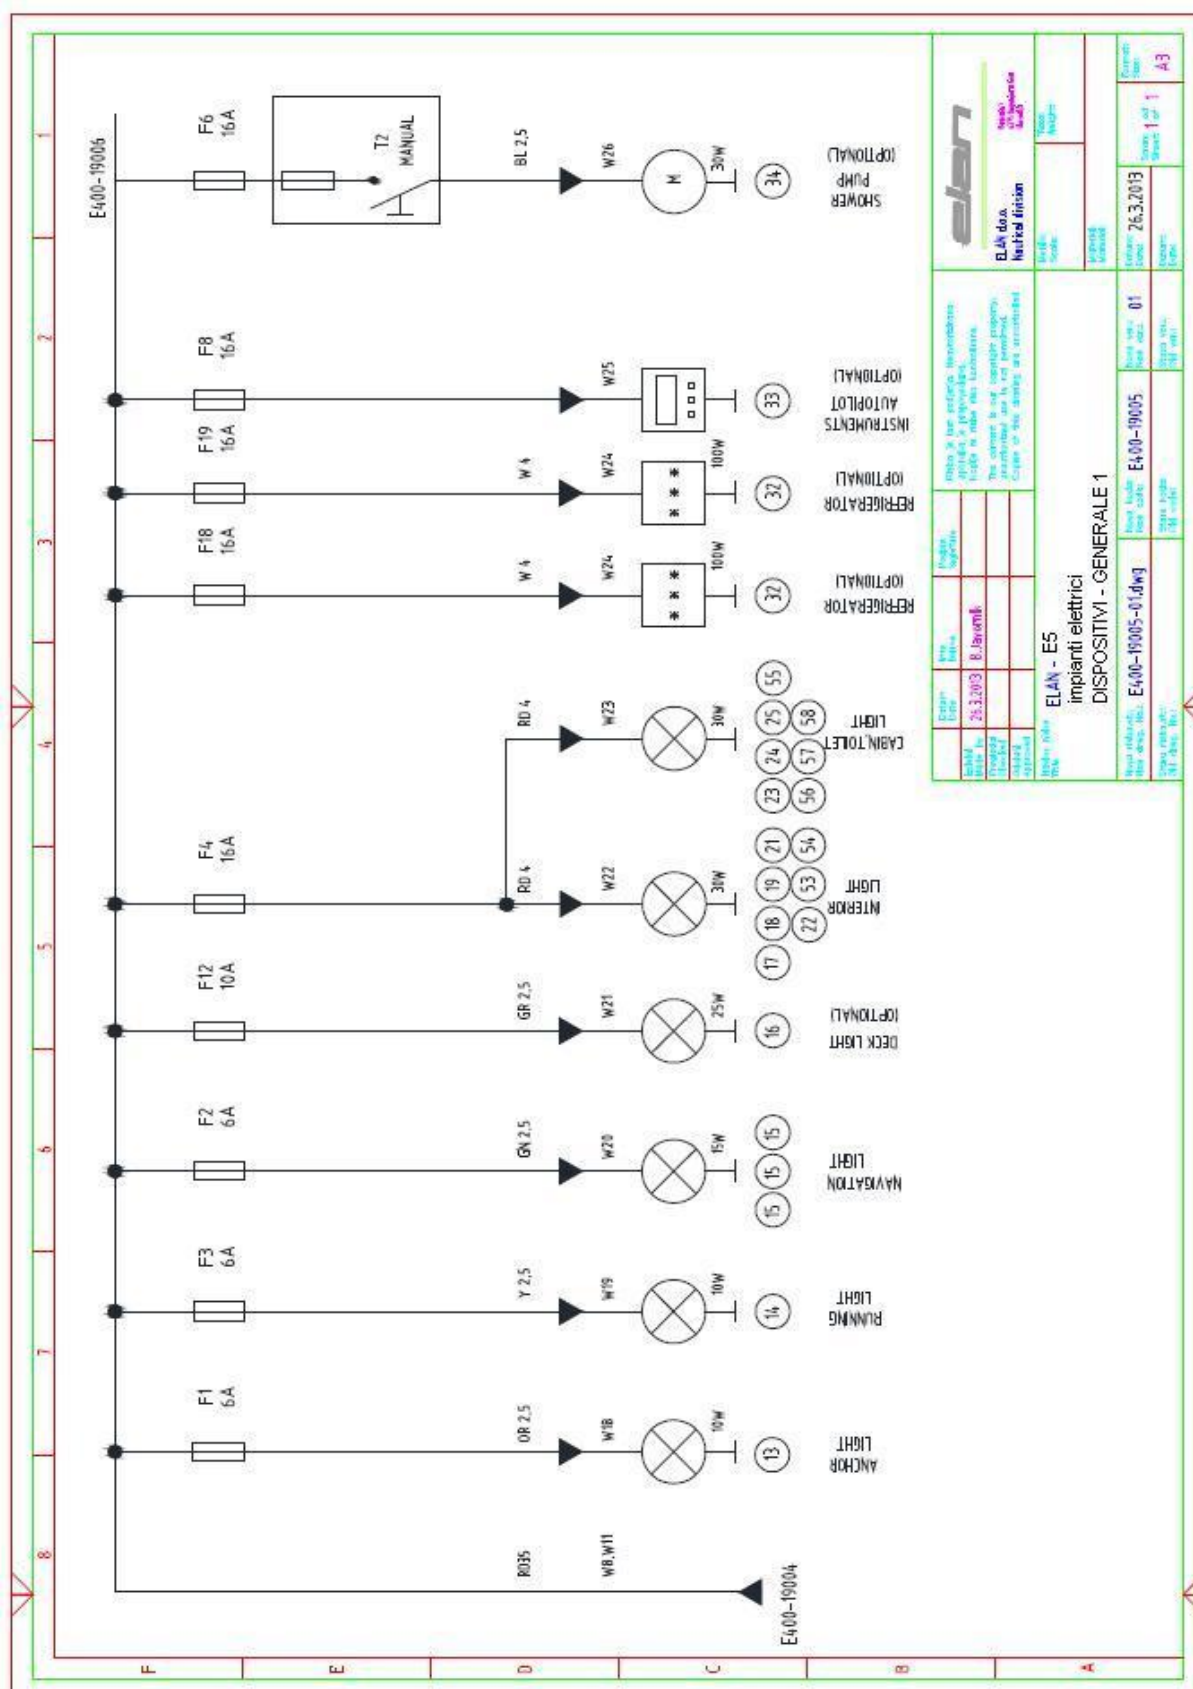 8
7
6
5
4
3
2
1
F
E
D
C
B
A
E400-19006
F1
6A
F3
6A
F2
6A
F12
10A
F4
16A
F18
16A
F19
16A
F8
16A
F6
16A
T2
MANUAL
RD35
OR 2,5
Y 2,5
GN 2,5
GR 2,5
RD 4
RD 4
W 4
W 4
BL 2,5
W8,W11
W18
W19
W20
W21
W22
W23
W24
W24
W25
W26
M
10W
10W
15W
25W
30W
30W
100W
100W
30W
E400-19004
13
14
15
15
15
16
17
18
19
21
22
53
54
23
24
25
55
56
57
58
32
32
33
34
ANCHOR
LIGHT
RUNNING
LIGHT
NAVIGATION
LIGHT
DECK LIGHT
(OPTIONAL)
INTERIOR
LIGHT
CABIN,TOILET
LIGHT
REFRIGERATOR
(OPTIONAL)
REFRIGERATOR
(OPTIONAL)
INSTRUMENTS
AUTOPILOT
(OPTIONAL)
SHOWER
PUMP
(OPTIONAL)
26.3.2013
B.Javornik
elan
ELAN d.o.o.
Nautical division
ELAN - E5
impianti elettrici
DISPOSITIVI - GENERALE 1
E400-19005-01.dwg
E400-19005
01
26.3.2013
1
1
A3